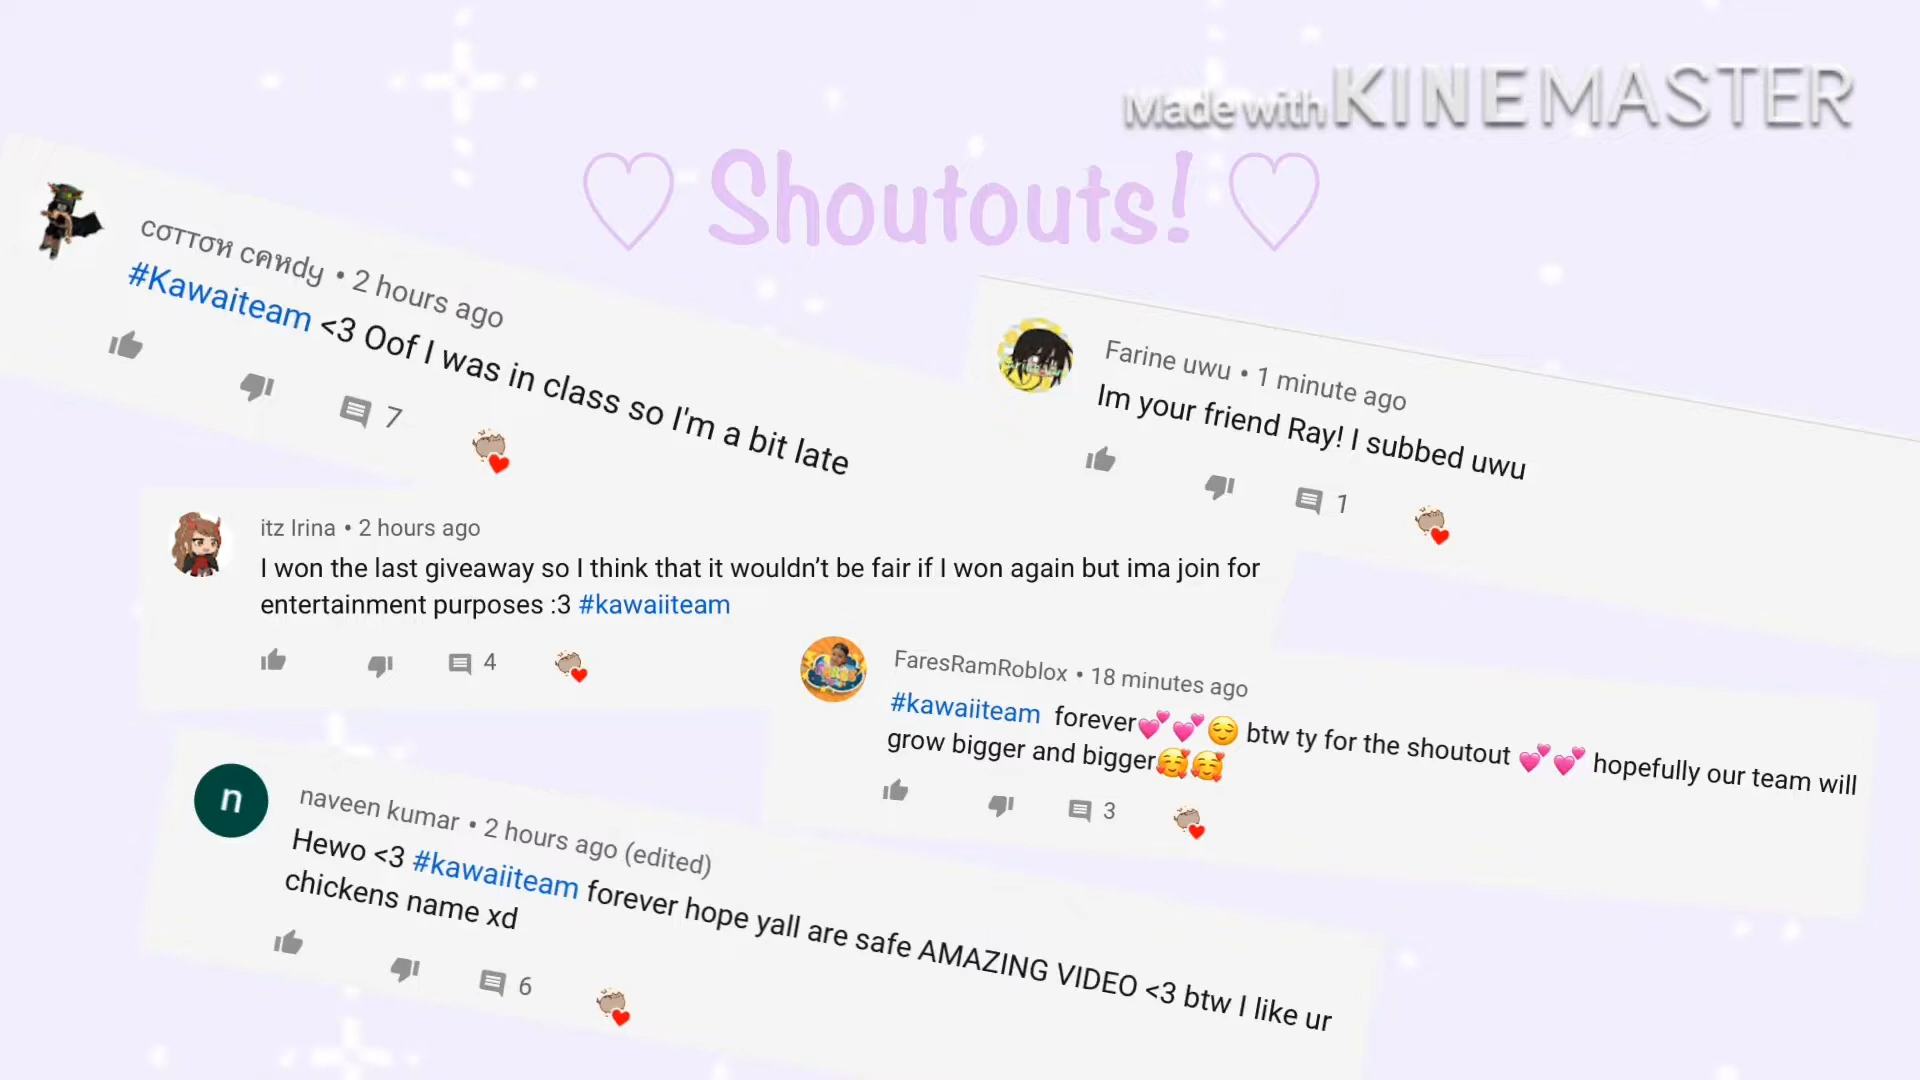 Made with KINEMASTER
♡ Shoutouts! ♡
cσττσң cαңdy • 2 hours ago
#Kawaiteam <3 Oof I was in class so I'm a bit late
7
Farine uwu • 1 minute ago
Im your friend Ray! I subbed uwu
1
itz Irina • 2 hours ago
I won the last giveaway so I think that it wouldn’t be fair if I won again but ima join for
entertainment purposes :3 #kawaiiteam
4
FaresRamRoblox • 18 minutes ago
#kawaiiteam forever💕💕😌 btw ty for the shoutout 💕💕 hopefully our team will
grow bigger and bigger🥰🥰
3
n
naveen kumar • 2 hours ago (edited)
Hewo <3 #kawaiiteam forever hope yall are safe AMAZING VIDEO <3 btw I like ur
chickens name xd
6